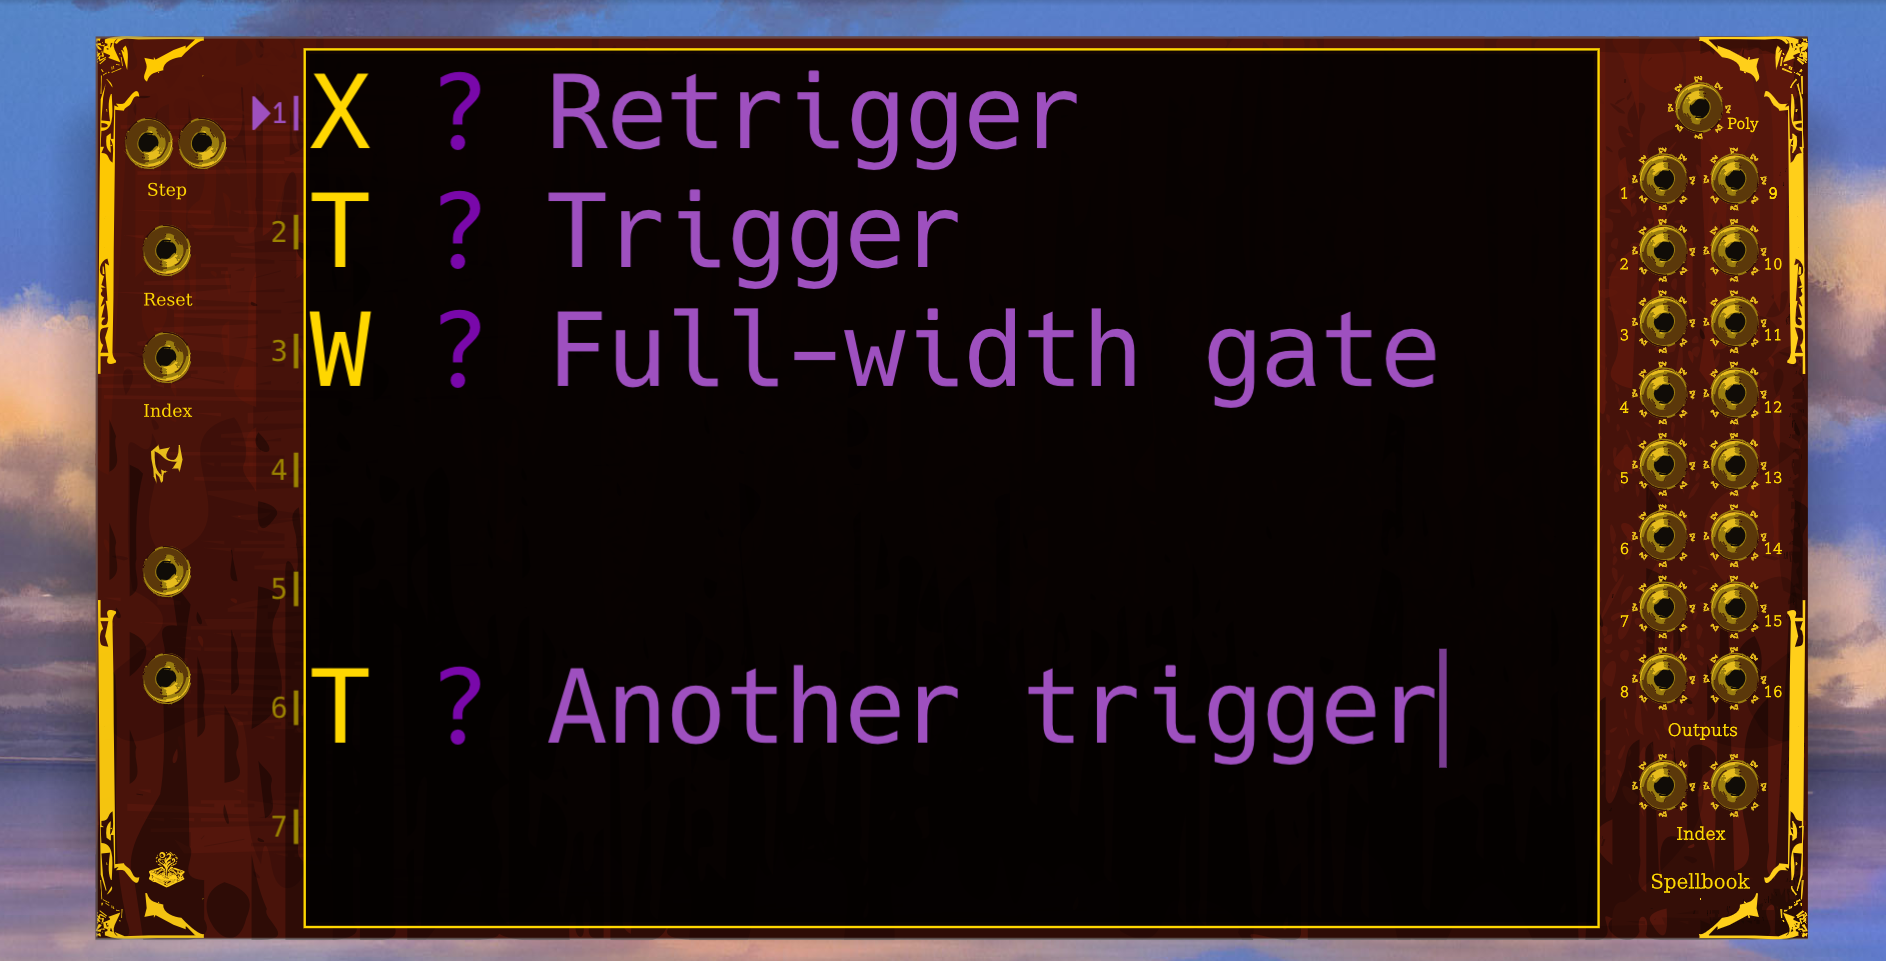 Step
Reset
Index
1
X ? Retrigger
2
T ? Trigger
3
W ? Full-width gate
4
5
6
T ? Another trigger
7
Poly
1 9
2 10
3 11
4 12
5 13
6 14
7 15
8 16
Outputs
Index
Spellbook